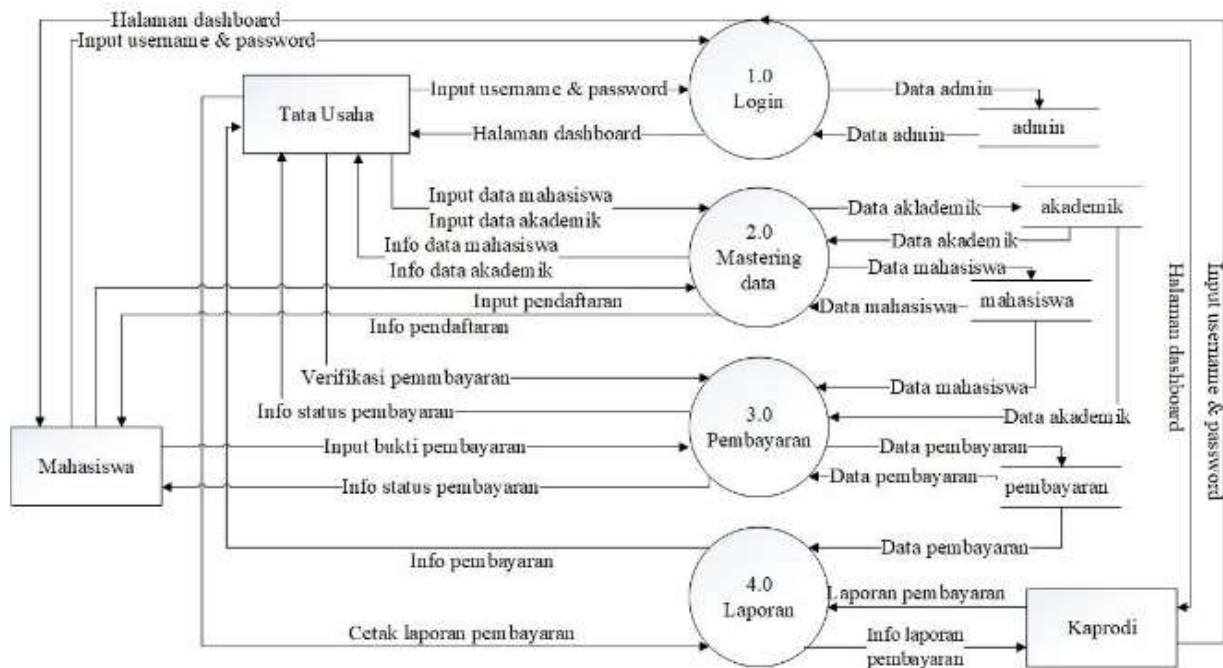 Halaman dashboard
Input username & password
1.0
Login
Tata Usaha
Input username & password
Halaman dashboard
Data admin
admin
Data admin
Input data mahasiswa
Input data akademik
Info data mahasiswa
Info data akademik
2.0
Mastering
data
Data aklademik
akademik
Data akademik
Data mahasiswa
mahasiswa
Data mahasiswa
Input pendaftaran
Info pendaftaran
Halaman dashboard
Input username & password
Verifikasi pemmbayaran
Info status pembayaran
3.0
Pembayaran
Data mahasiswa
Data akademik
Mahasiswa
Input bukti pembayaran
Info status pembayaran
Data pembayaran
Data pembayaran
pembayaran
Info pembayaran
Data pembayaran
4.0
Laporan
Laporan pembayaran
Kaprodi
Cetak laporan pembayaran
Info laporan
pembayaran